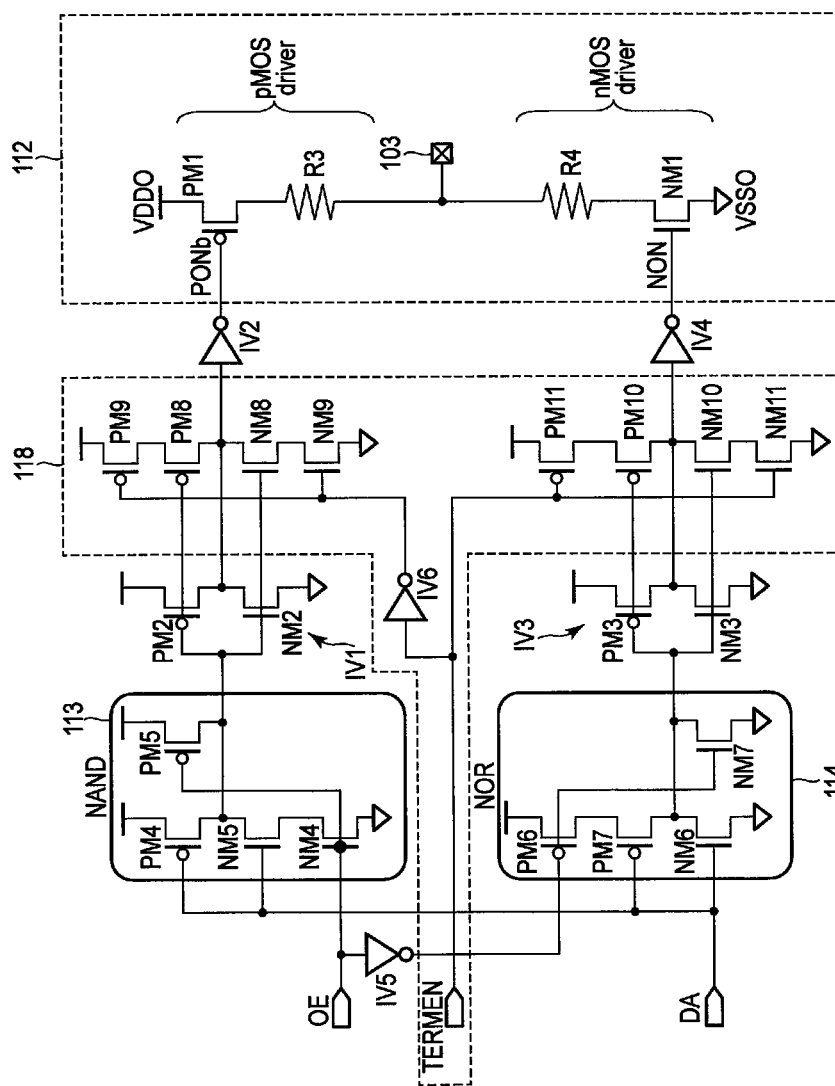 112
pMOS
driver
nMOS
driver
VDDO
PM1
R3
103
R4
NM1
VSSO
PONb
NON
IV2
IV4
118
PM9
PM8
NM8
NM9
PM11
PM10
NM10
NM11
IV6
PM2
NM2
IV1
IV3
PM3
NM3
113
NAND
PM5
PM4
NM5
NM4
NOR
PM6
PM7
NM6
NM7
114
IV5
OE
TERMEN
DA